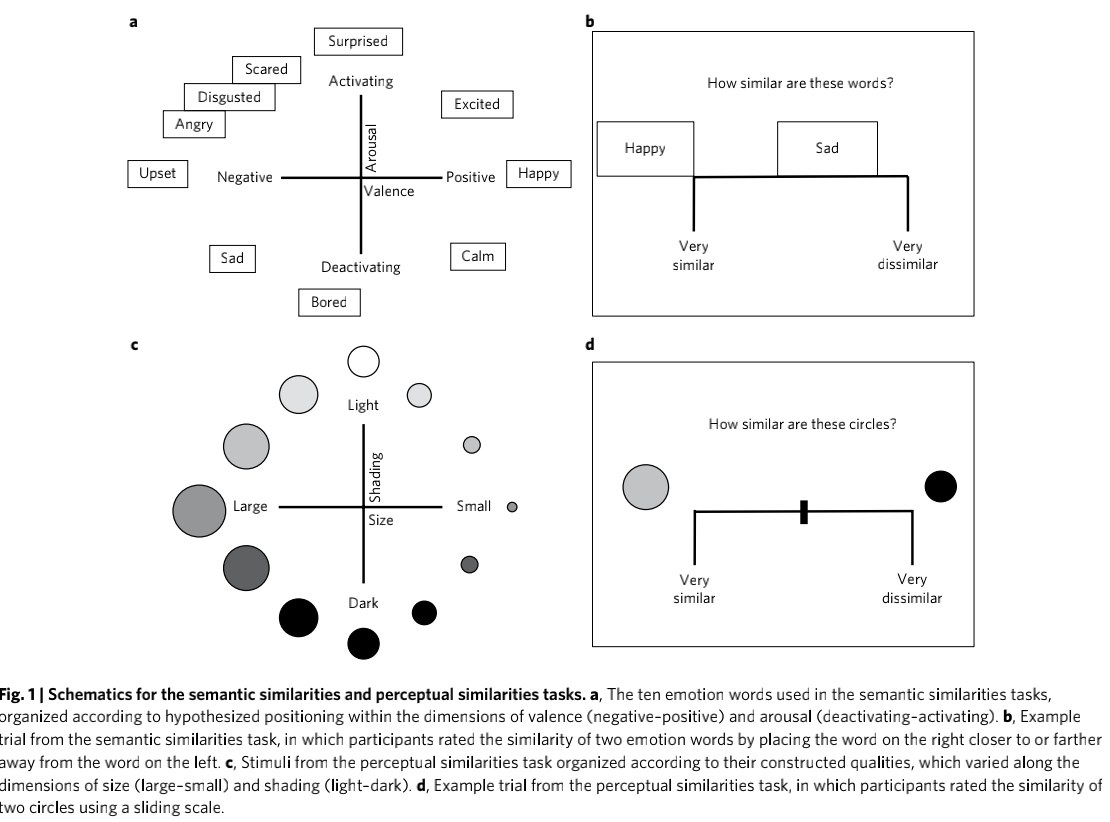 a
Surprised
Scared
Activating
Disgusted
Excited
Angry
Arousal
Upset
Negative
Positive
Happy
Valence
Sad
Calm
Deactivating
Bored
b
How similar are these words?
Happy
Sad
Very
similar
Very
dissimilar
c
Light
Shading
Large
Small
Size
Dark
d
How similar are these circles?
Very
similar
Very
dissimilar
Fig. 1 | Schematics for the semantic similarities and perceptual similarities tasks. a, The ten emotion words used in the semantic similarities tasks,
organized according to hypothesized positioning within the dimensions of valence (negative–positive) and arousal (deactivating–activating). b, Example
trial from the semantic similarities task, in which participants rated the similarity of two emotion words by placing the word on the right closer to or farther
away from the word on the left. c, Stimuli from the perceptual similarities task organized according to their constructed qualities, which varied along the
dimensions of size (large–small) and shading (light–dark). d, Example trial from the perceptual similarities task, in which participants rated the similarity of
two circles using a sliding scale.